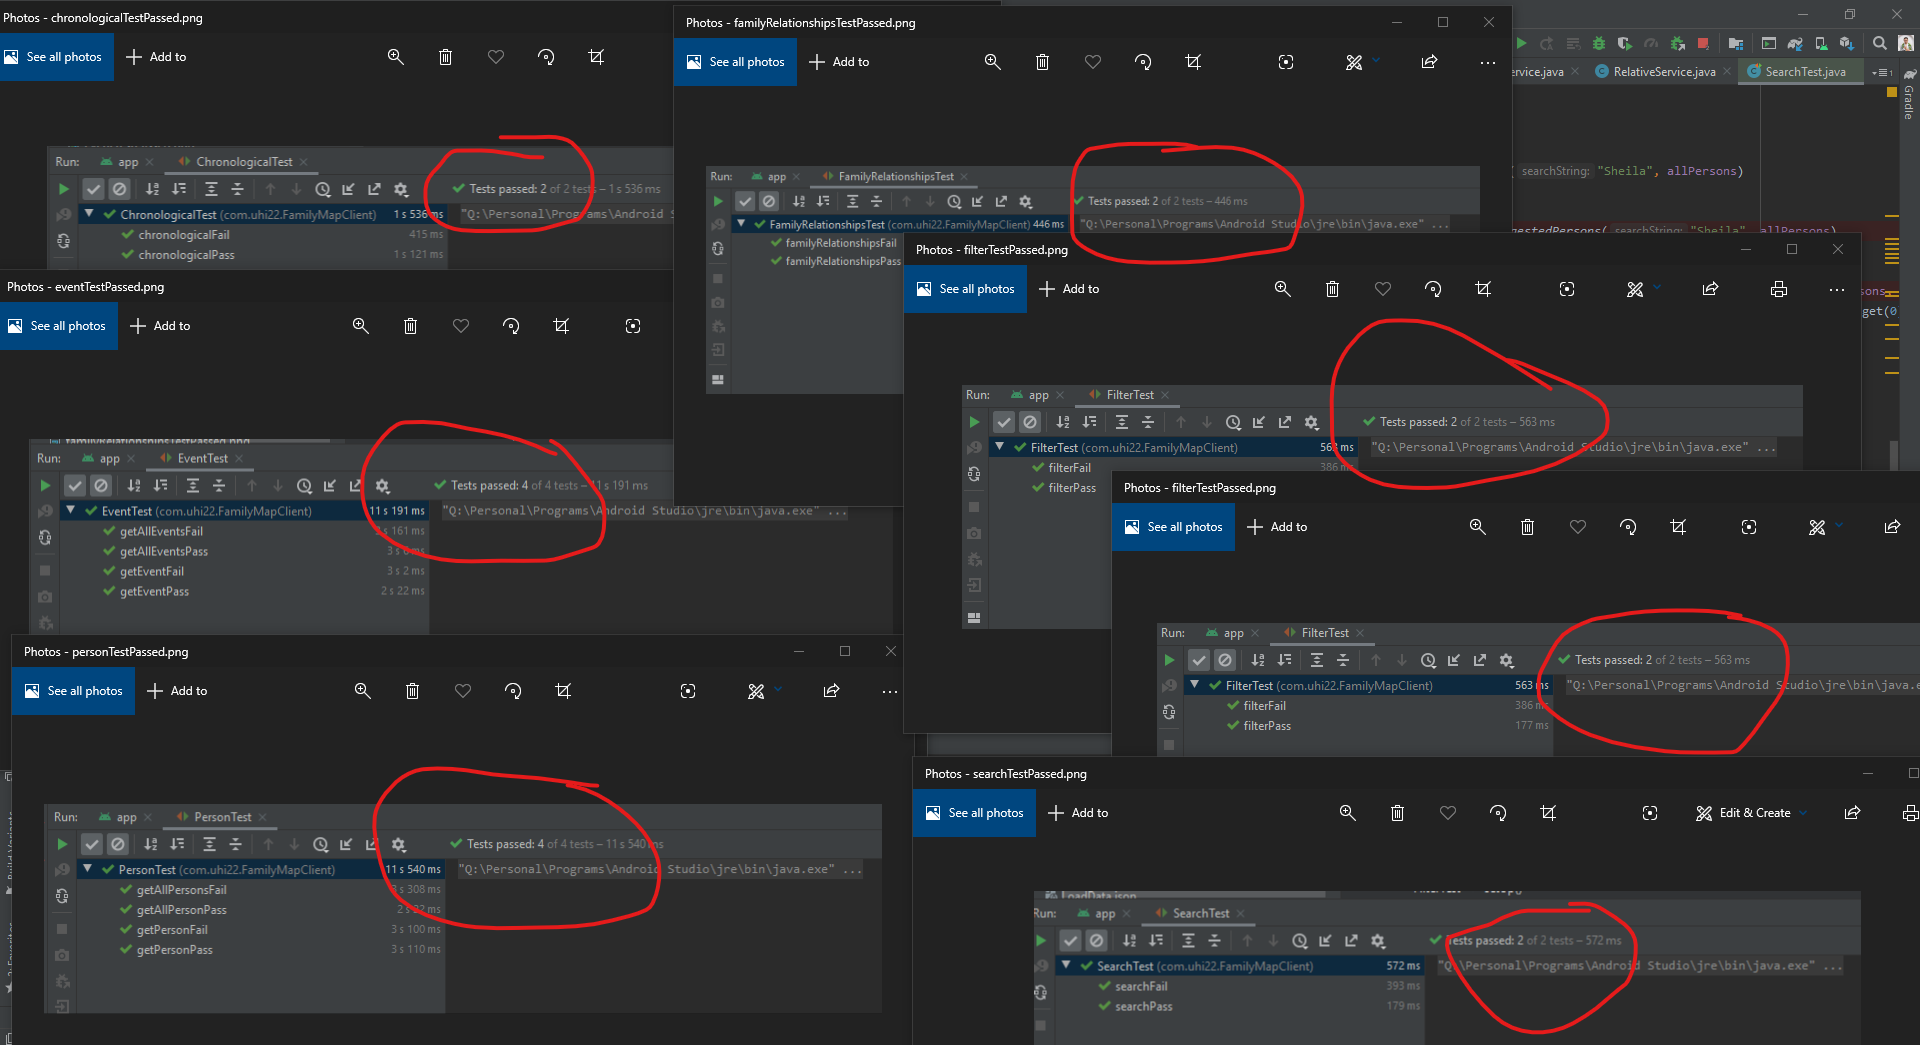 Photos - chronologicalTestPassed.png
See all photos
Add to
Run:
app
ChronologicalTest
Tests passed: 2 of 2 tests – 1 s 536 ms
ChronologicalTest (com.uhi22.FamilyMapClient) 1 s 536 ms
"Q:\Personal\Programs\Android S
chronologicalFail 415 ms
chronologicalPass 1 s 121 ms
Photos - familyRelationshipsTestPassed.png
See all photos
Add to
Run:
app
FamilyRelationshipsTest
Tests passed: 2 of 2 tests – 446 ms
FamilyRelationshipsTest (com.uhi22.FamilyMapClient) 446 ms
"Q:\Personal\Programs\Android Studio\jre\bin\java.exe" ...
familyRelationshipsFail
familyRelationshipsPass
ervice.java
RelativeService.java
SearchTest.java
Gradle
( searchString: "Sheila", allPersons)
gestedPersons( searchString: "Sheila", allPersons)
sons,
get(0
Photos - eventTestPassed.png
See all photos
Add to
familyRelationshipsTestPassed.png
Run:
app
EventTest
Tests passed: 4 of 4 tests – 11 s 191 ms
EventTest (com.uhi22.FamilyMapClient) 11 s 191 ms
"Q:\Personal\Programs\Android Studio\jre\bin\java.exe" ...
getAllEventsFail s 161 ms
getAllEventsPass 3 s ms
getEventFail 3 s 2 ms
getEventPass 2 s 22 ms
Photos - filterTestPassed.png
See all photos
Add to
Run:
app
FilterTest
Tests passed: 2 of 2 tests – 563 ms
FilterTest (com.uhi22.FamilyMapClient) 563 ms
"Q:\Personal\Programs\Android Studio\jre\bin\java.exe" ...
filterFail 386 ms
filterPass
Photos - filterTestPassed.png
See all photos
Add to
Run:
app
FilterTest
Tests passed: 2 of 2 tests – 563 ms
FilterTest (com.uhi22.FamilyMapClient) 563 ms
"Q:\Personal\Programs\Android Studio\jre\bin\java.e
filterFail 386 ms
filterPass 177 ms
Photos - personTestPassed.png
See all photos
Add to
Run:
app
PersonTest
Tests passed: 4 of 4 tests – 11 s 540 ms
PersonTest (com.uhi22.FamilyMapClient) 11 s 540 ms
"Q:\Personal\Programs\Android Studio\jre\bin\java.exe" ...
getAllPersonsFail 3 s 308 ms
getAllPersonPass 2 s 22 ms
getPersonFail 3 s 100 ms
getPersonPass 3 s 110 ms
Photos - searchTestPassed.png
See all photos
Add to
Edit & Create
LoadData.json
Run:
app
SearchTest
Tests passed: 2 of 2 tests – 572 ms
SearchTest (com.uhi22.FamilyMapClient) 572 ms
"Q:\Personal\Programs\Android Studio\jre\bin\java.exe" ...
searchFail 393 ms
searchPass 179 ms